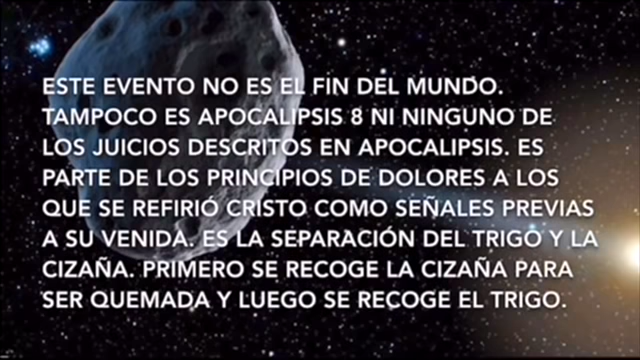 ESTE EVENTO NO ES EL FIN DEL MUNDO.
TAMPOCO ES APOCALIPSIS 8 NI NINGUNO DE
LOS JUICIOS DESCRITOS EN APOCALIPSIS. ES
PARTE DE LOS PRINCIPIOS DE DOLORES A LOS
QUE SE REFIRIÓ CRISTO COMO SEÑALES PREVIAS
A SU VENIDA. ES LA SEPARACIÓN DEL TRIGO Y LA
CIZAÑA. PRIMERO SE RECOGE LA CIZAÑA PARA
SER QUEMADA Y LUEGO SE RECOGE EL TRIGO.